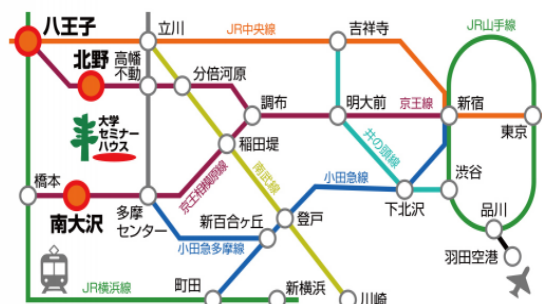 八王子
立川
JR中央線
吉祥寺
JR山手線
北野
高幡
不動
分倍河原
調布
明大前
京王線
新宿
東京
大学
セミナー
ハウス
稲田堤
井の頭線
南武線
小田急線
渋谷
橋本
京王相模原線
下北沢
南大沢
多摩
センター
新百合ヶ丘
登戸
品川
小田急多摩線
羽田空港
町田
新横浜
JR横浜線
川崎